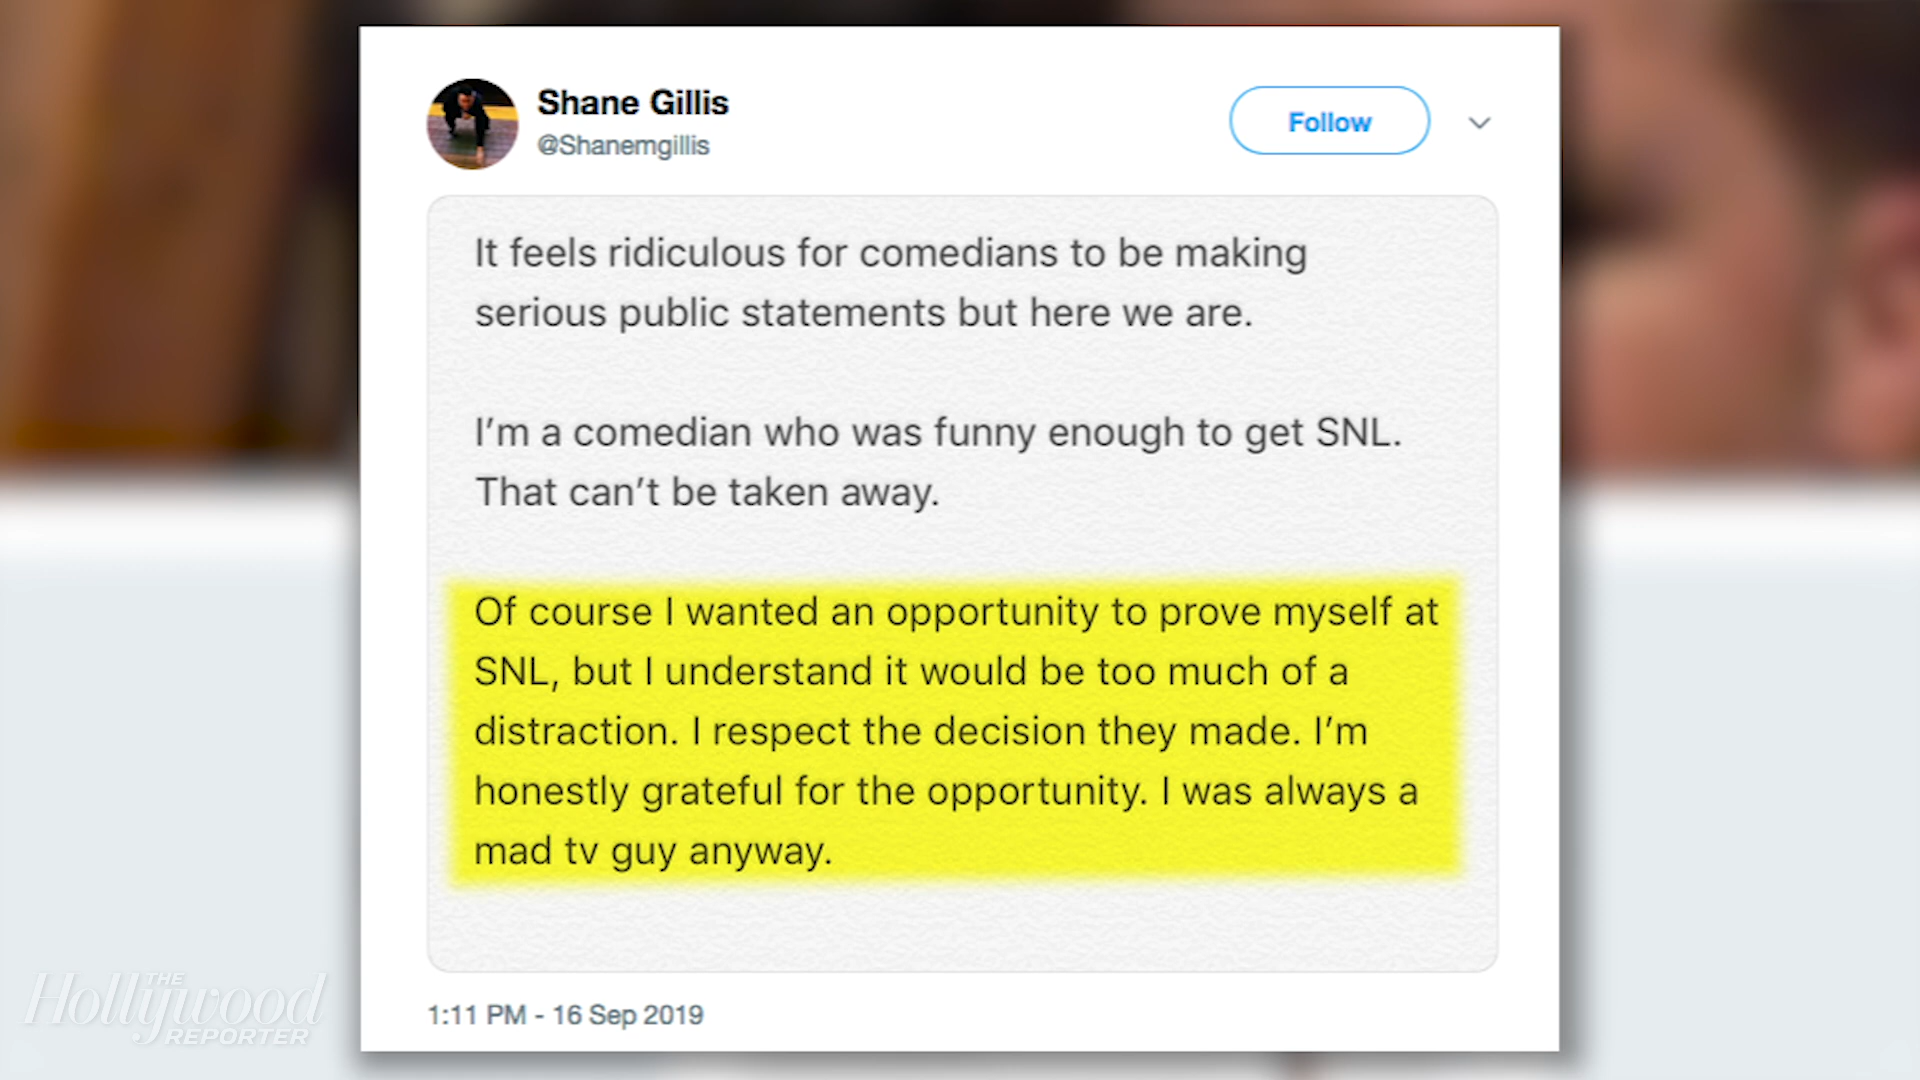 Shane Gillis
@Shanemgillis
Follow
It feels ridiculous for comedians to be making
serious public statements but here we are.
I'm a comedian who was funny enough to get SNL.
That can't be taken away.
Of course I wanted an opportunity to prove myself at
SNL, but I understand it would be too much of a
distraction. I respect the decision they made. I'm
honestly grateful for the opportunity. I was always a
mad tv guy anyway.
1:11 PM - 16 Sep 2019
THE
Hollywood
REPORTER